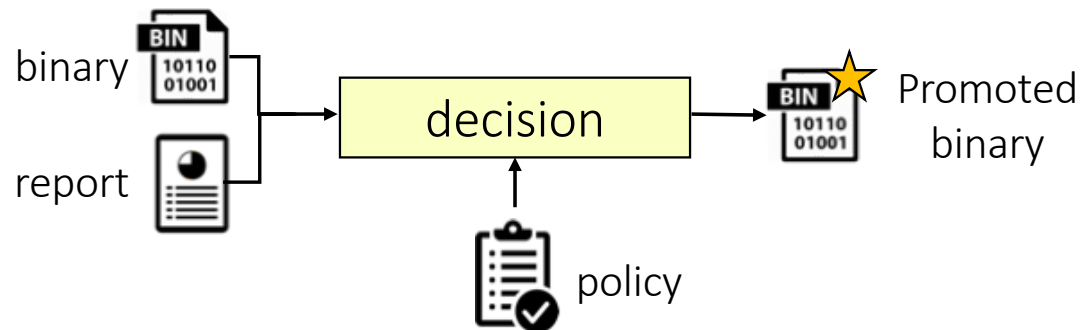 binary
BIN
10110
01001
report
decision
policy
BIN
10110
01001
Promoted
binary